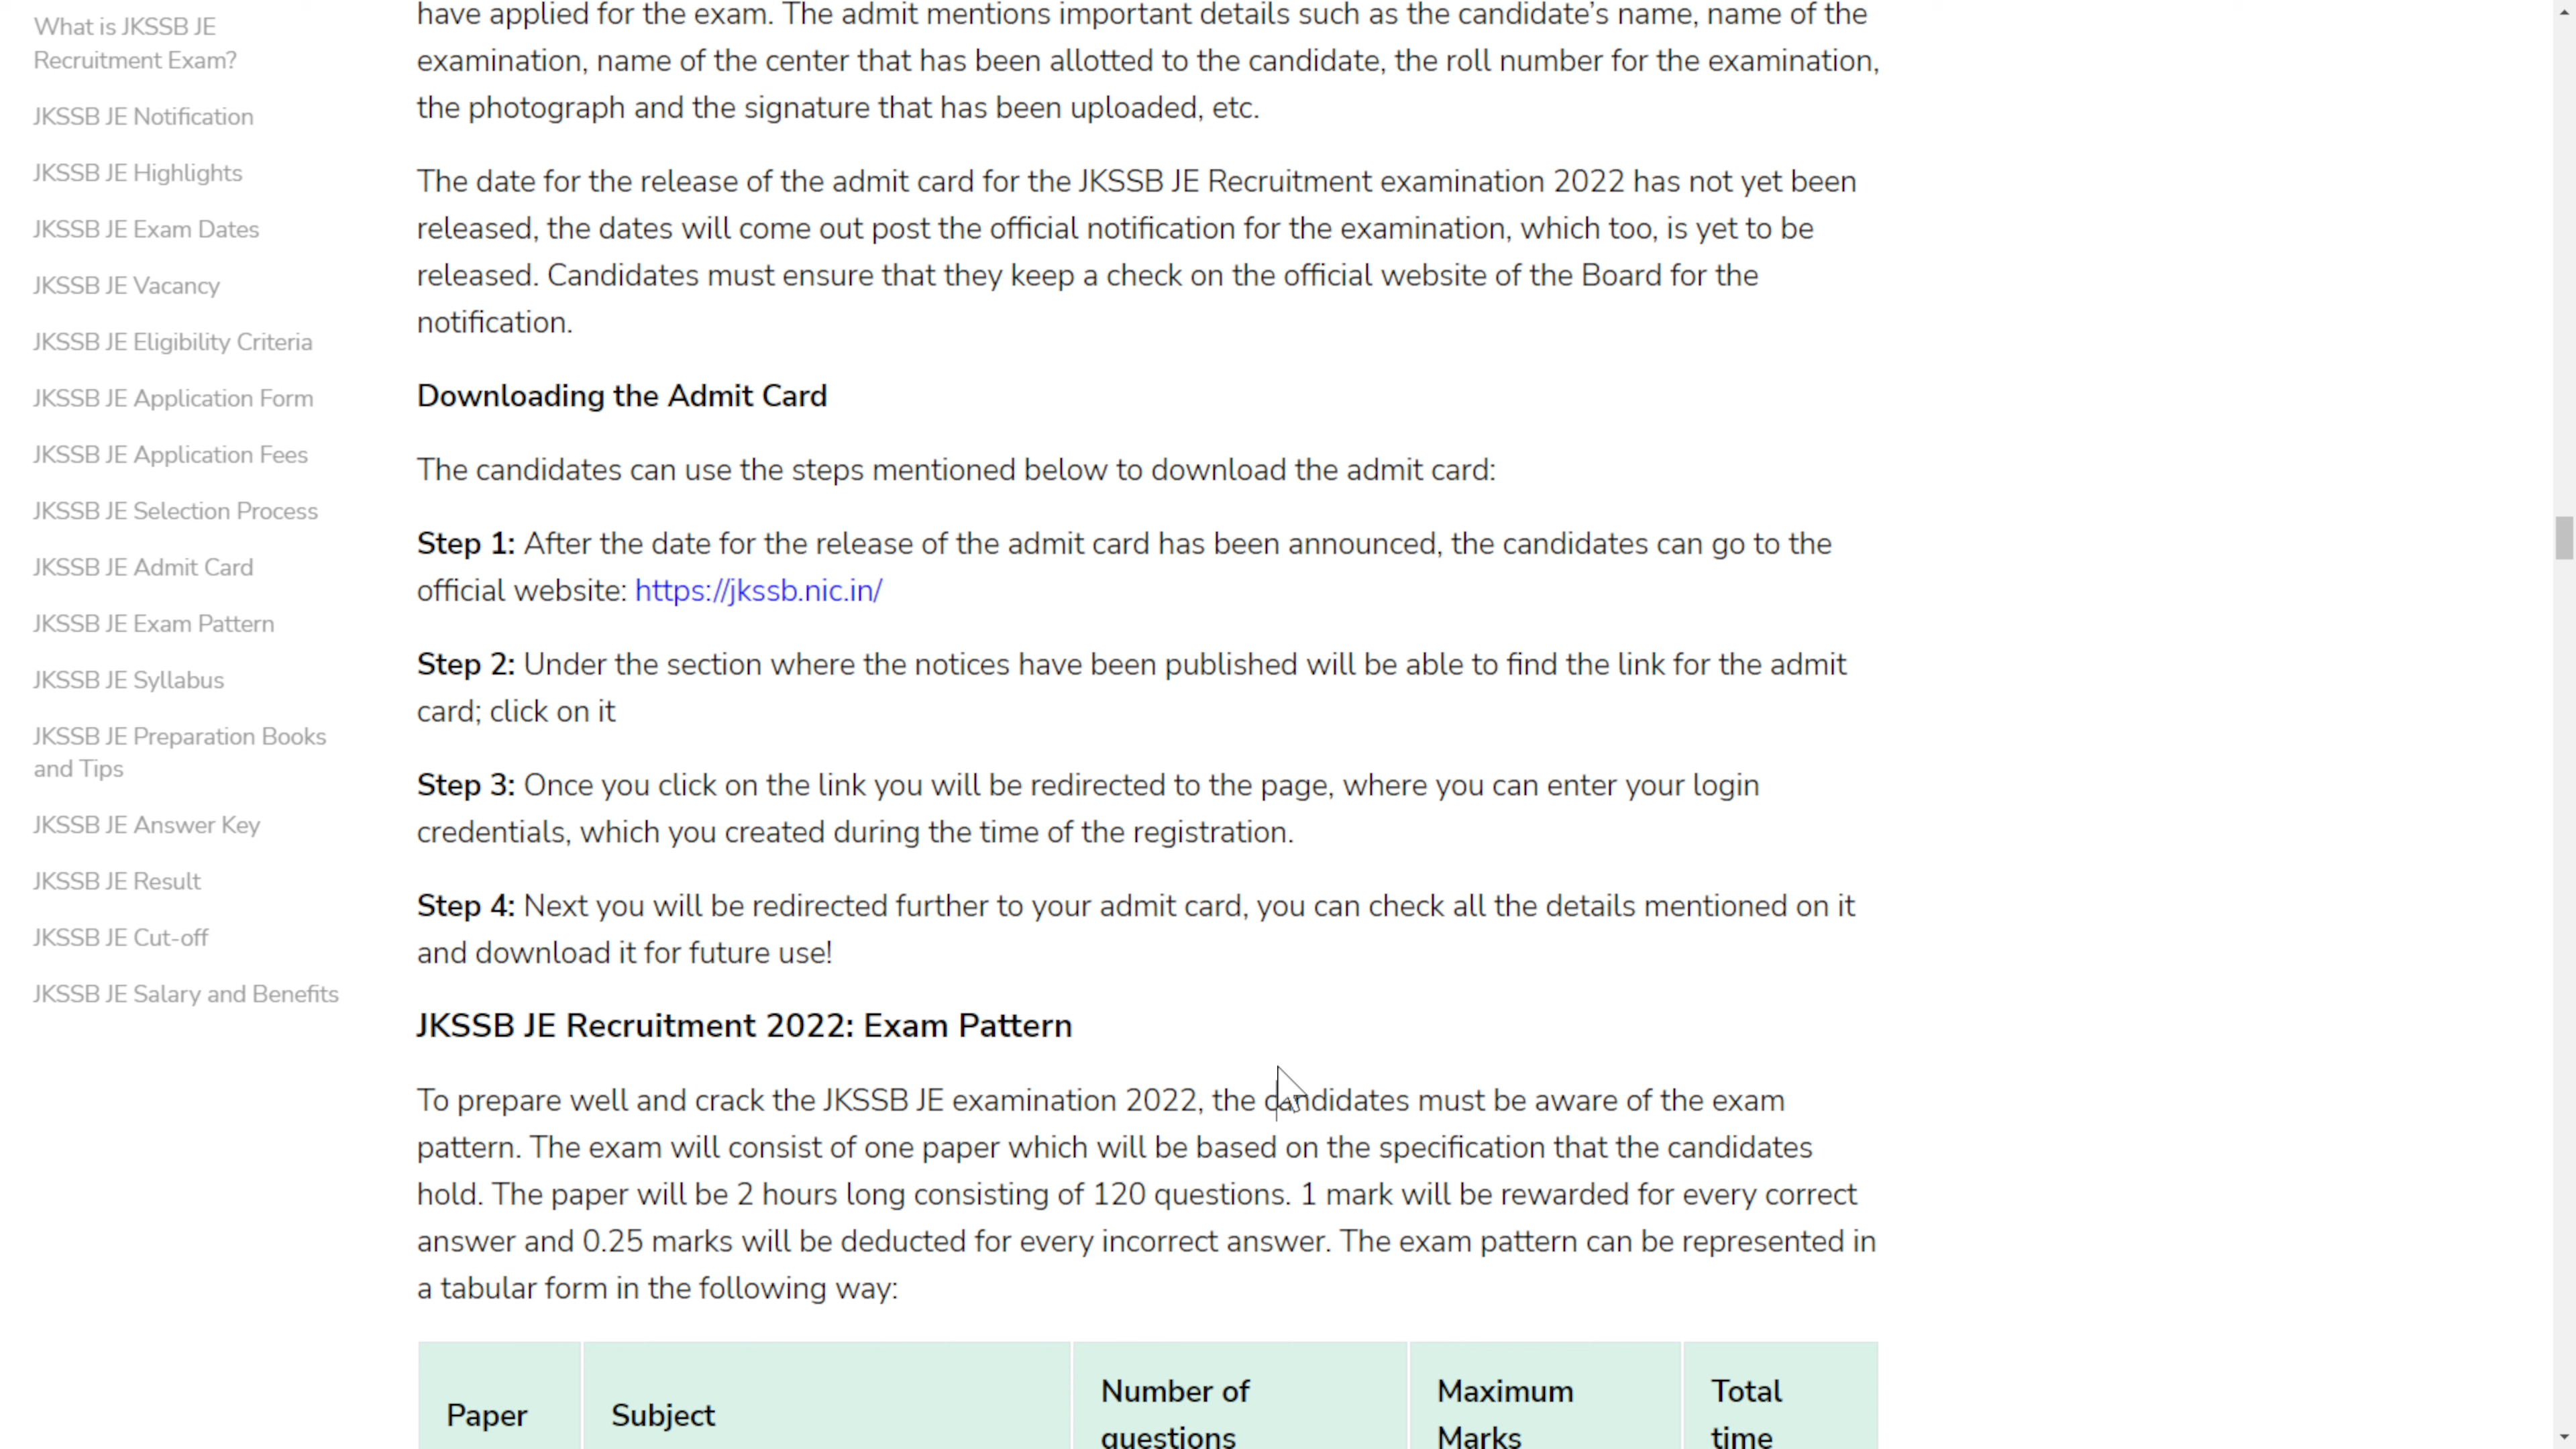 What is JKSSB JE
Recruitment Exam?
JKSSB JE Notification
JKSSB JE Highlights
JKSSB JE Exam Dates
JKSSB JE Vacancy
JKSSB JE Eligibility Criteria
JKSSB JE Application Form
JKSSB JE Application Fees
JKSSB JE Selection Process
JKSSB JE Admit Card
JKSSB JE Exam Pattern
JKSSB JE Syllabus
JKSSB JE Preparation Books
and Tips
JKSSB JE Answer Key
JKSSB JE Result
JKSSB JE Cut-off
JKSSB JE Salary and Benefits
have applied for the exam. The admit mentions important details such as the candidate's name, name of the
examination, name of the center that has been allotted to the candidate, the roll number for the examination,
the photograph and the signature that has been uploaded, etc.
The date for the release of the admit card for the JKSSB JE Recruitment examination 2022 has not yet been
released, the dates will come out post the official notification for the examination, which too, is yet to be
released. Candidates must ensure that they keep a check on the official website of the Board for the
notification.
Downloading the Admit Card
The candidates can use the steps mentioned below to download the admit card:
Step 1: After the date for the release of the admit card has been announced, the candidates can go to the
official website: https://jkssb.nic.in/
Step 2: Under the section where the notices have been published will be able to find the link for the admit
card; click on it
Step 3: Once you click on the link you will be redirected to the page, where you can enter your login
credentials, which you created during the time of the registration.
Step 4: Next you will be redirected further to your admit card, you can check all the details mentioned on it
and download it for future use!
JKSSB JE Recruitment 2022: Exam Pattern
To prepare well and crack the JKSSB JE examination 2022, the candidates must be aware of the exam
pattern. The exam will consist of one paper which will be based on the specification that the candidates
hold. The paper will be 2 hours long consisting of 120 questions. 1 mark will be rewarded for every correct
answer and 0.25 marks will be deducted for every incorrect answer. The exam pattern can be represented in
a tabular form in the following way:
Paper
Subject
Number of
questions
Maximum
Marks
Total
time